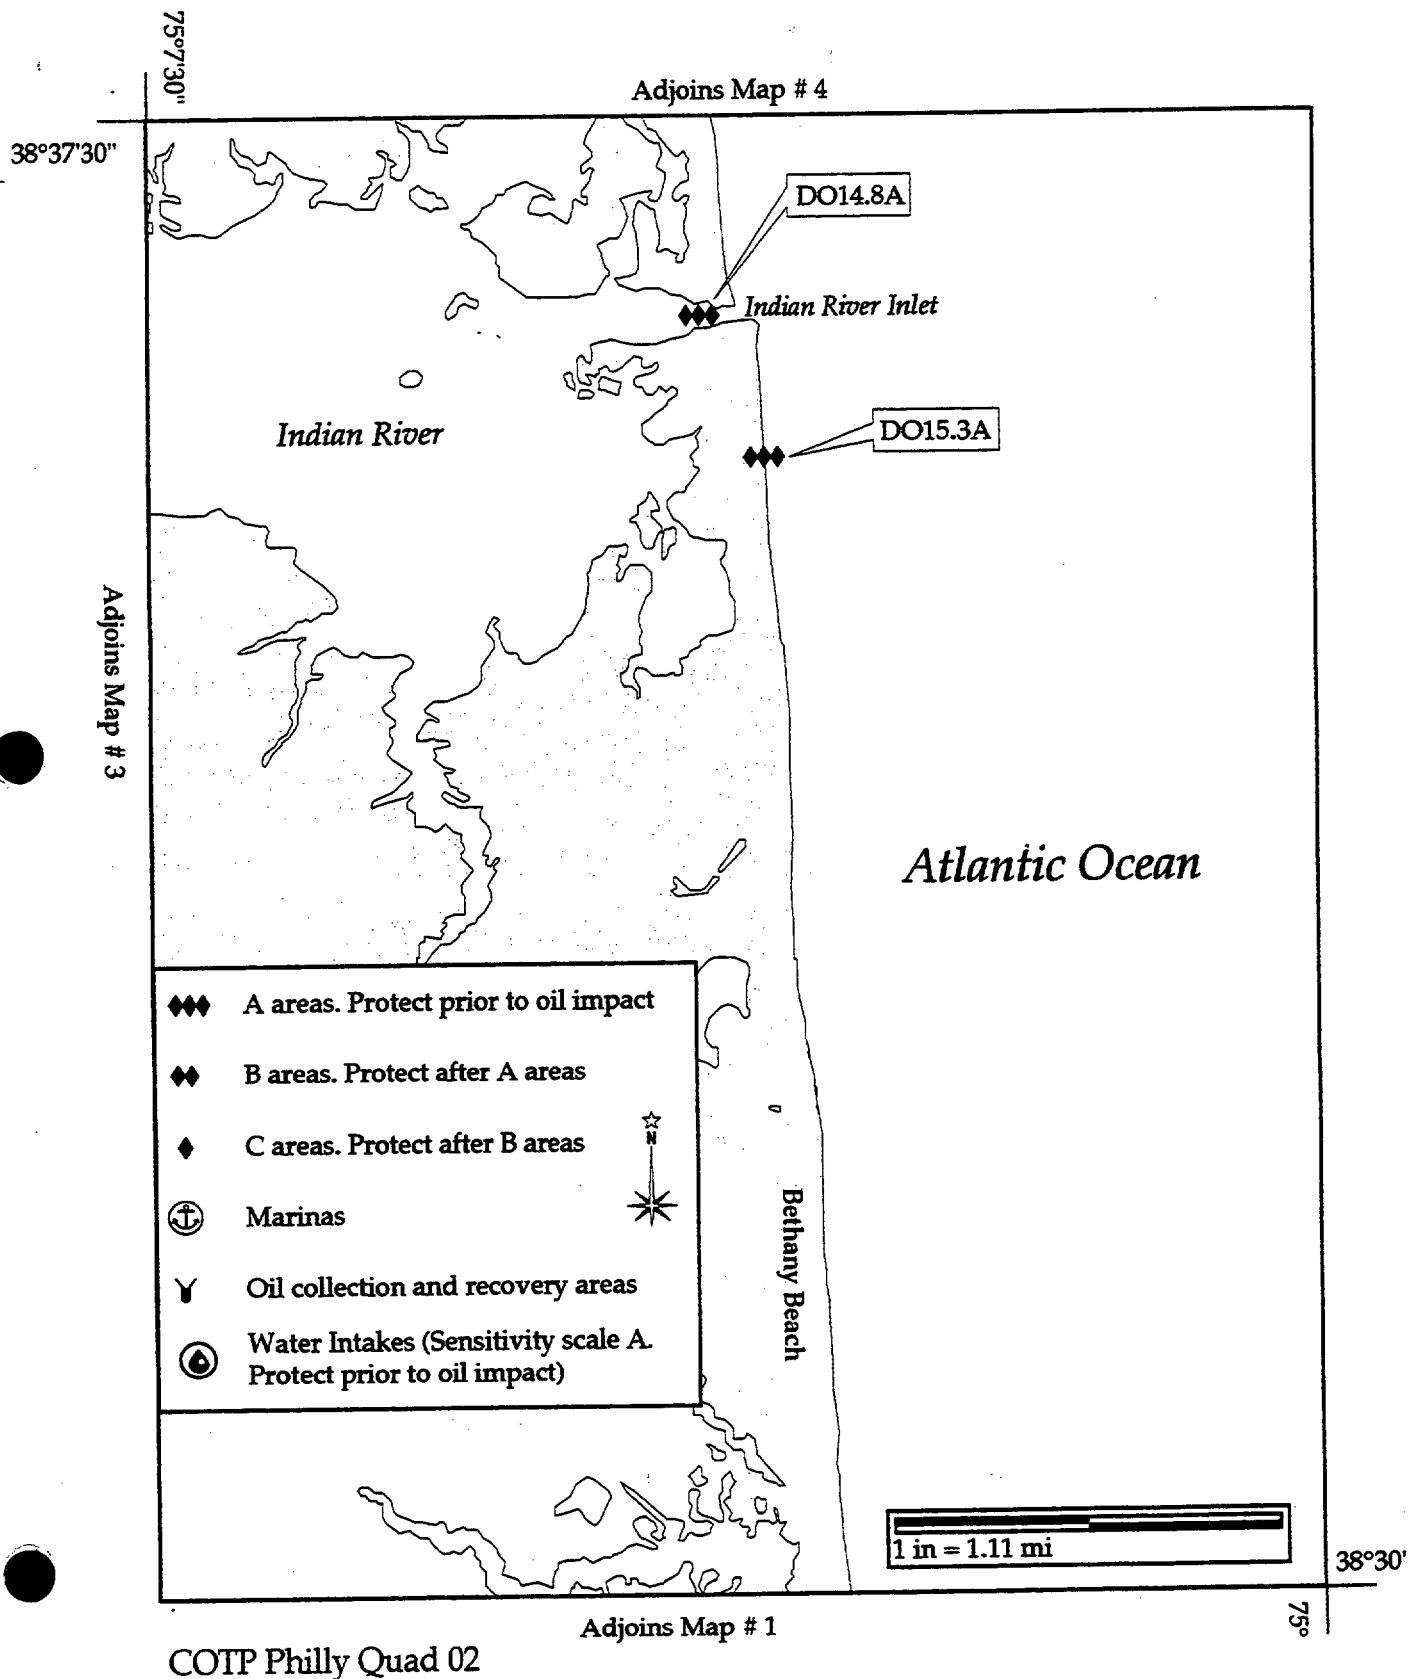 75°7'30"
Adjoins Map # 4
38°37'30"
DO14.8A
Indian River Inlet
DO15.3A
Indian River
Adjoins Map # 3
Atlantic Ocean
A areas. Protect prior to oil impact
B areas. Protect after A areas
C areas. Protect after B areas
N
Marinas
Oil collection and recovery areas
Water Intakes (Sensitivity scale A.
Protect prior to oil impact)
Bethany Beach
1 in = 1.11 mi
38°30'
75°
Adjoins Map # 1
COTP Philly Quad 02